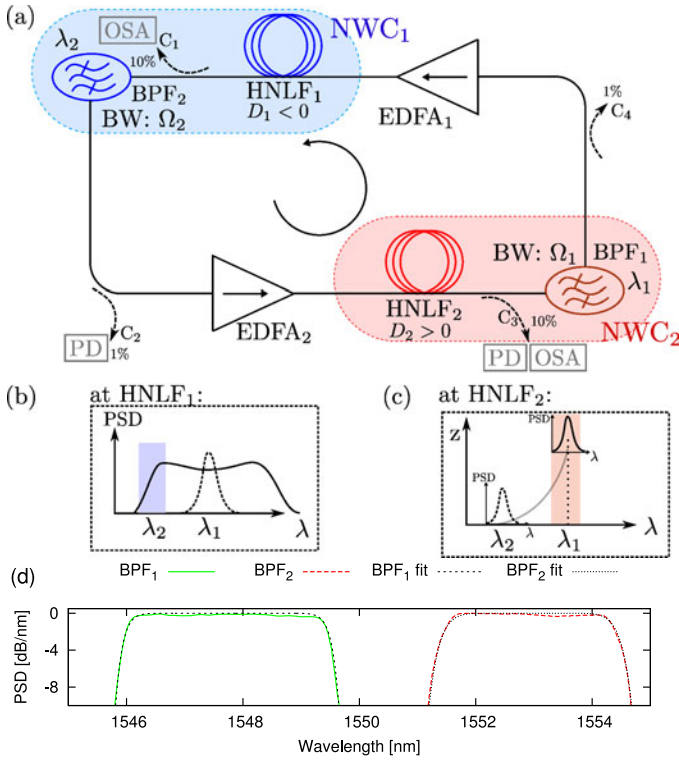 (a)
OSA C₁ NWC₁
λ₂ 10% 1%
BPF₂ HNLF₁ C₄
BW: Ω₂ D₁ < 0 EDFA₁
BW: Ω₁ BPF₁
λ₁
HNLF₂
PD C₂ 1% EDFA₂ D₂ > 0 C₃ 10% NWC₂
PD OSA
(b) at HNLF₁:
PSD
λ₂ λ₁ λ
(c) at HNLF₂:
z PSD λ
PSD λ
λ₂ λ₁ λ
(d) BPF₁ BPF₂ BPF₁ fit BPF₂ fit
PSD [dB/nm]
0
-4
-8
1546 1548 1550 1552 1554
Wavelength [nm]